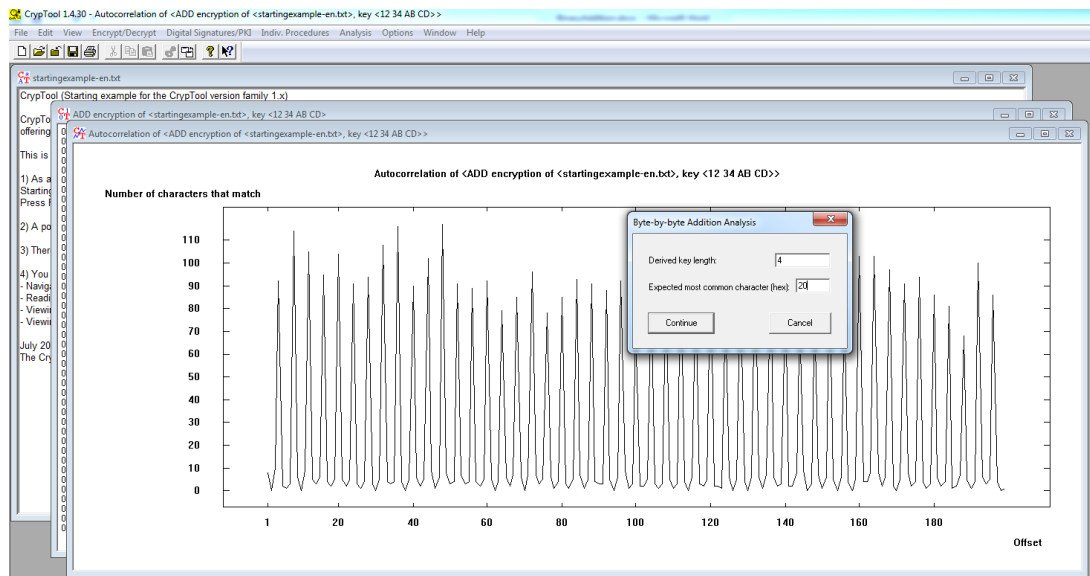 CrypTool 1.4.30 - Autocorrelation of <ADD encryption of <startingexample-en.txt>, key <12 34 AB CD>>
File Edit View Encrypt/Decrypt Digital Signatures/PKI Indiv. Procedures Analysis Options Window Help
startingexample-en.txt
CrypTool (Starting example for the CrypTool version family 1.x)
ADD encryption of <startingexample-en.txt>, key <12 34 AB CD>
Autocorrelation of <ADD encryption of <startingexample-en.txt>, key <12 34 AB CD>>
CrypTo
offering
This is
1) As a
Starting
Press F
2) A po
3) Ther
4) You
- Naviga
- Readi
- Viewi
- Viewi
July 20
The Cry
Autocorrelation of <ADD encryption of <startingexample-en.txt>, key <12 34 AB CD>>
Number of characters that match
110
100
90
80
70
60
50
40
30
20
10
0
1 20 40 60 80 100 120 140 160 180
Offset
Byte-by-byte Addition Analysis
Derived key length: 4
Expected most common character (hex): 20
Continue Cancel